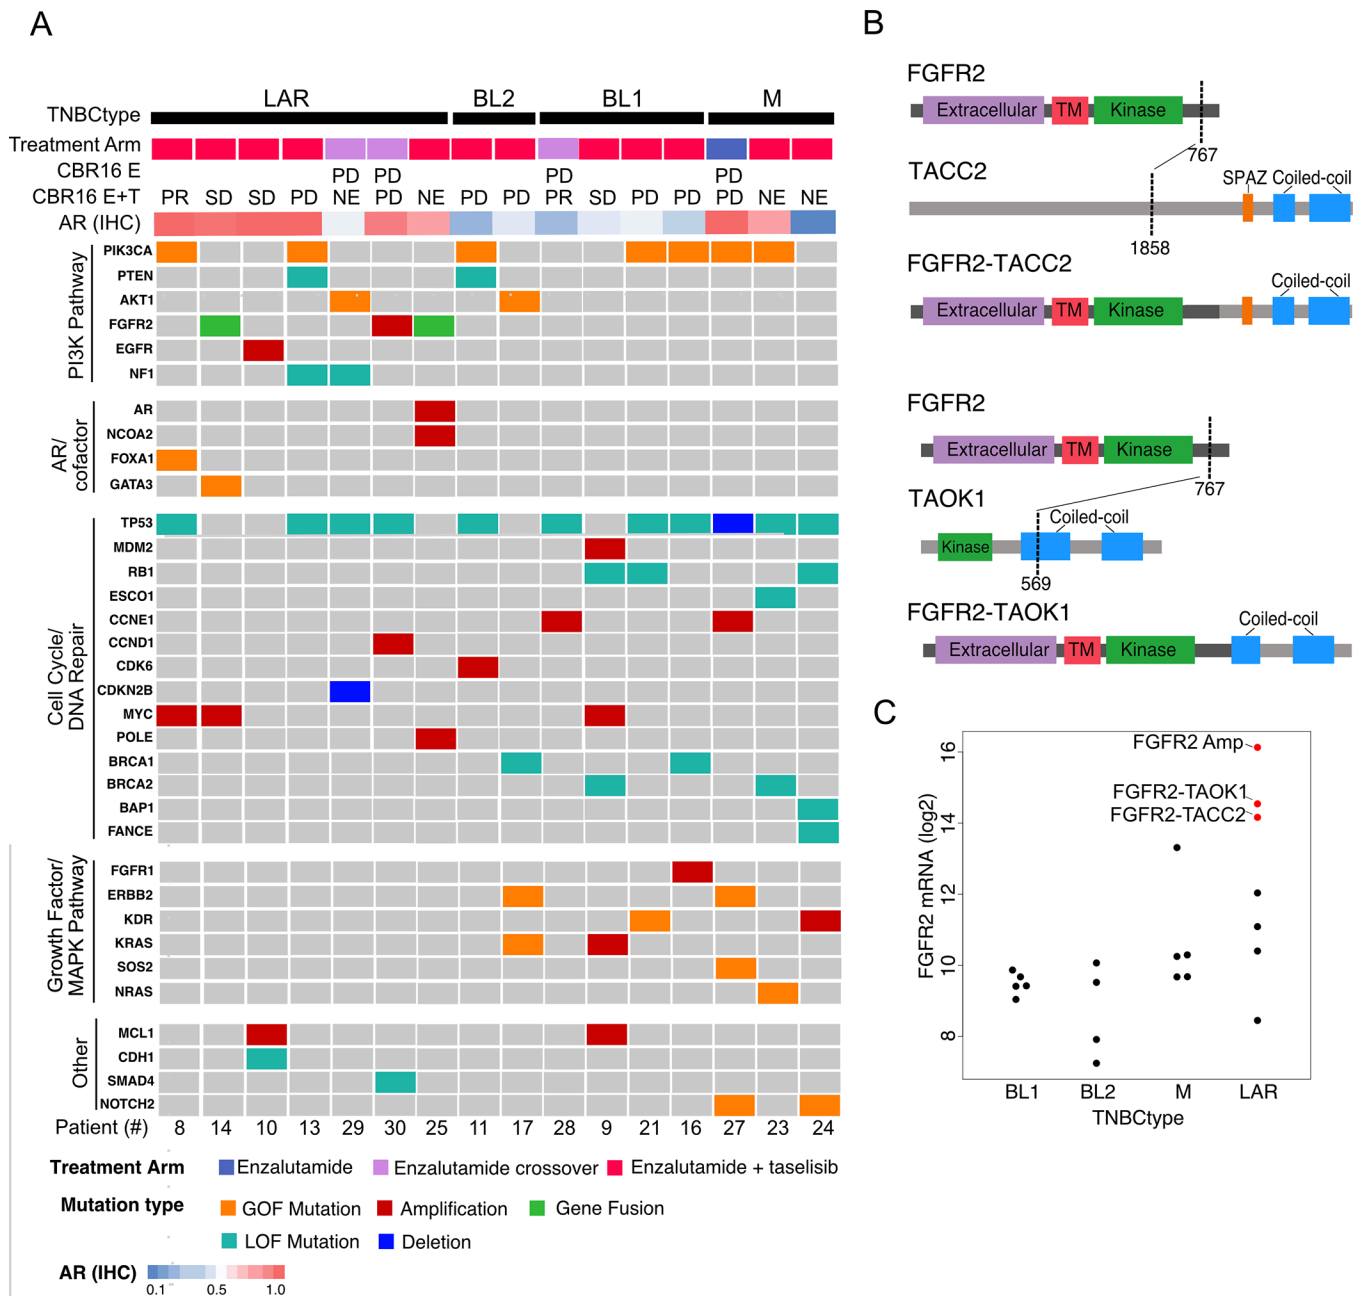 A
LAR BL2 BL1 M
TNBCtype
Treatment Arm
CBR16 E PD PD PD PD
CBR16 E+T PR SD SD PD NE PD NE PD PD PR SD PD PD PD NE NE
AR (IHC)
PI3K Pathway
PIK3CA
PTEN
AKT1
FGFR2
EGFR
NF1
AR/
cofactor
AR
NCOA2
FOXA1
GATA3
Cell Cycle/
DNA Repair
TP53
MDM2
RB1
ESCO1
CCNE1
CCND1
CDK6
CDKN2B
MYC
POLE
BRCA1
BRCA2
BAP1
FANCE
Growth Factor/
MAPK Pathway
FGFR1
ERBB2
KDR
KRAS
SOS2
NRAS
Other
MCL1
CDH1
SMAD4
NOTCH2
Patient (#) 8 14 10 13 29 30 25 11 17 28 9 21 16 27 23 24
Treatment Arm Enzalutamide Enzalutamide crossover Enzalutamide + taselisib
Mutation type GOF Mutation Amplification Gene Fusion
LOF Mutation Deletion
AR (IHC)
0.1 0.5 1.0
B
FGFR2
Extracellular TM Kinase
767
TACC2
SPAZ Coiled-coil
1858
FGFR2-TACC2
Coiled-coil
Extracellular TM Kinase
FGFR2
Extracellular TM Kinase
767
TAOK1
Coiled-coil
Kinase
569
FGFR2-TAOK1
Coiled-coil
Extracellular TM Kinase
C
FGFR2 mRNA (log2)
16
14
12
10
8
FGFR2 Amp
FGFR2-TAOK1
FGFR2-TACC2
BL1 BL2 M LAR
TNBCtype